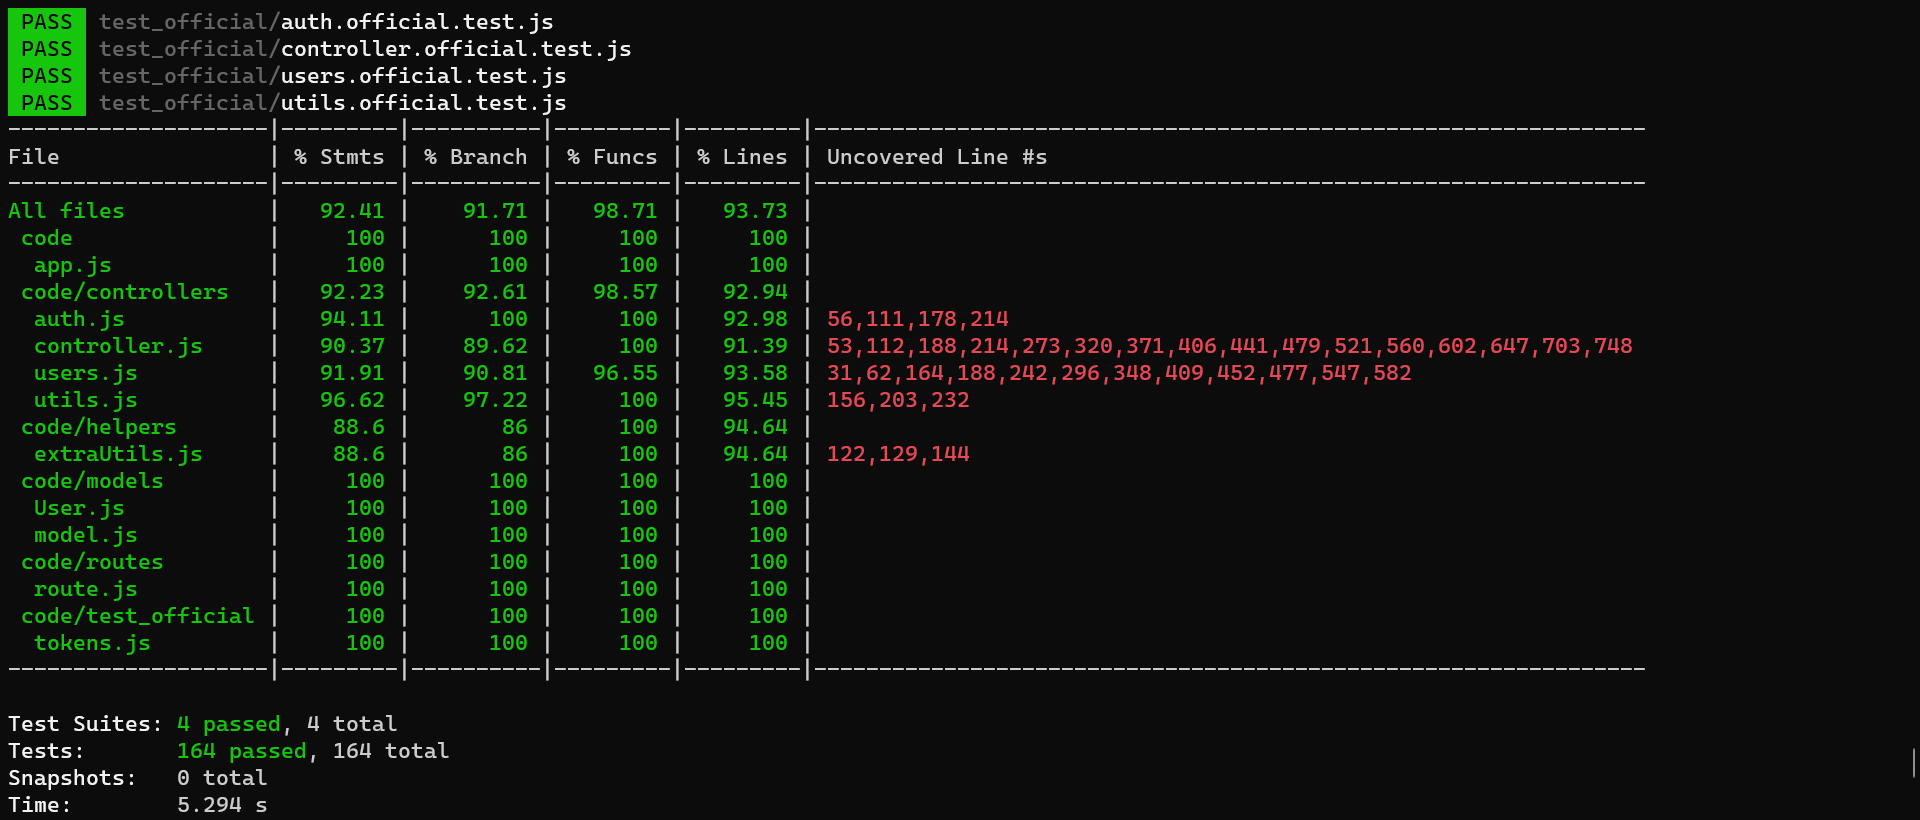 PASS test_official/auth.official.test.js
PASS test_official/controller.official.test.js
PASS test_official/users.official.test.js
PASS test_official/utils.official.test.js
--------------------|---------|----------|---------|---------|----------------------------------------------------------------
File                | % Stmts | % Branch | % Funcs | % Lines | Uncovered Line #s
--------------------|---------|----------|---------|---------|----------------------------------------------------------------
All files           |   92.41 |    91.71 |   98.71 |   93.73 |
 code               |     100 |      100 |     100 |     100 |
  app.js            |     100 |      100 |     100 |     100 |
 code/controllers   |   92.23 |    92.61 |   98.57 |   92.94 |
  auth.js           |   94.11 |      100 |     100 |   92.98 | 56,111,178,214
  controller.js     |   90.37 |    89.62 |     100 |   91.39 | 53,112,188,214,273,320,371,406,441,479,521,560,602,647,703,748
  users.js          |   91.91 |    90.81 |   96.55 |   93.58 | 31,62,164,188,242,296,348,409,452,477,547,582
  utils.js          |   96.62 |    97.22 |     100 |   95.45 | 156,203,232
 code/helpers       |    88.6 |       86 |     100 |   94.64 |
  extraUtils.js     |    88.6 |       86 |     100 |   94.64 | 122,129,144
 code/models        |     100 |      100 |     100 |     100 |
  User.js           |     100 |      100 |     100 |     100 |
  model.js          |     100 |      100 |     100 |     100 |
 code/routes        |     100 |      100 |     100 |     100 |
  route.js          |     100 |      100 |     100 |     100 |
 code/test_official |     100 |      100 |     100 |     100 |
  tokens.js         |     100 |      100 |     100 |     100 |
--------------------|---------|----------|---------|---------|----------------------------------------------------------------
Test Suites: 4 passed, 4 total
Tests:       164 passed, 164 total
Snapshots:   0 total
Time:        5.294 s